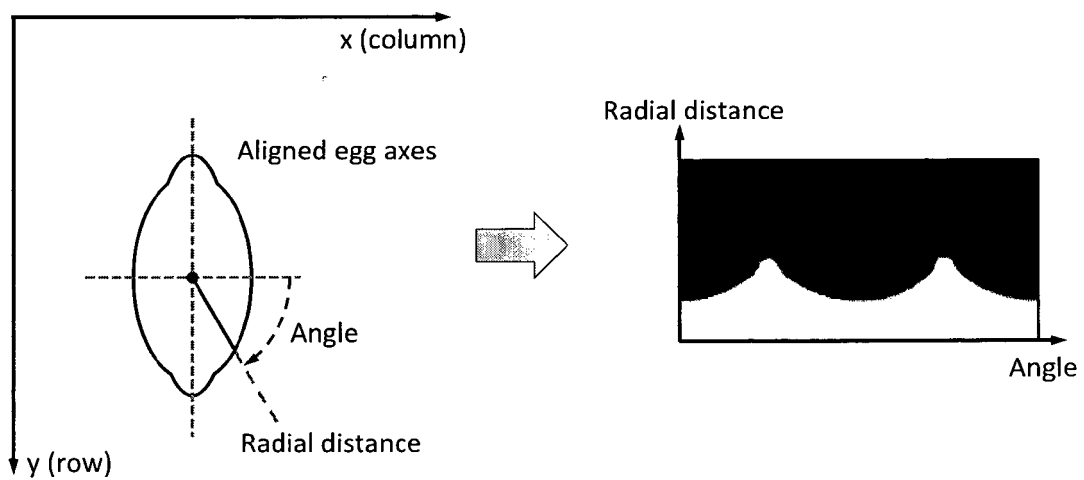 x (column)
Aligned egg axes
Angle
Radial distance
y (row)
Radial distance
Angle